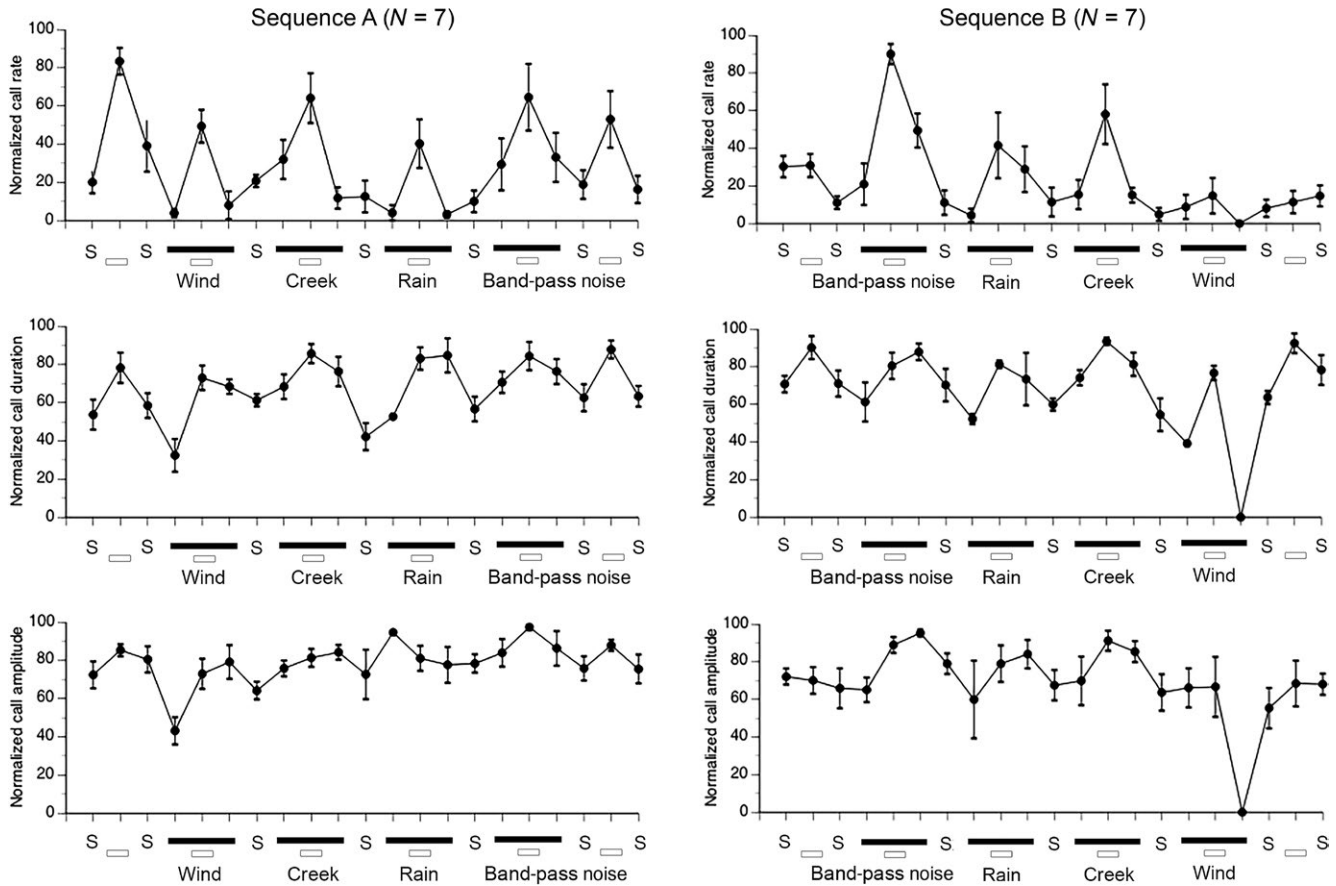 Sequence A (N = 7)
Normalized call rate
100
80
60
40
20
0
S S S S S S S
Wind Creek Rain Band-pass noise
Normalized call duration
100
80
60
40
20
0
S S S S S S S
Wind Creek Rain Band-pass noise
Normalized call amplitude
100
80
60
40
20
0
S S S S S S S
Wind Creek Rain Band-pass noise
Sequence B (N = 7)
Normalized call rate
100
80
60
40
20
0
S S S S S S S
Band-pass noise Rain Creek Wind
Normalized call duration
100
80
60
40
20
0
S S S S S S S
Band-pass noise Rain Creek Wind
Normalized call amplitude
100
80
60
40
20
0
S S S S S S S
Band-pass noise Rain Creek Wind